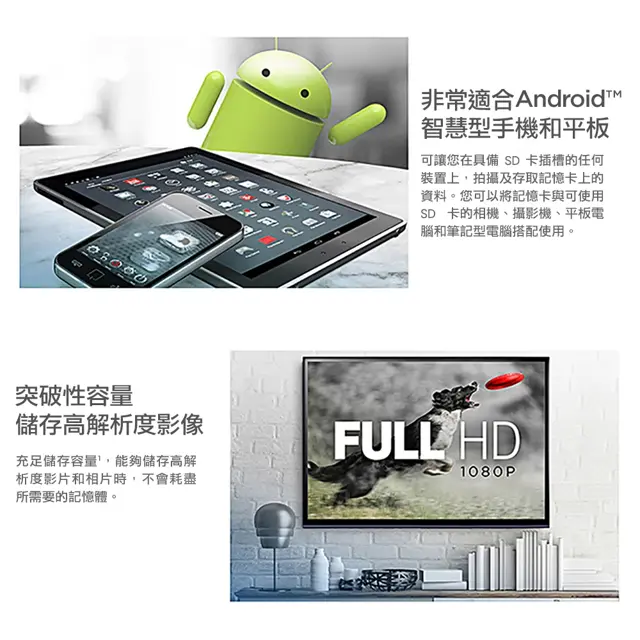 非常適合Android™
智慧型手機和平板
可讓您在具備 SD 卡插槽的任何
裝置上，拍攝及存取記憶卡上的
資料。您可以將記憶卡與可使用
SD 卡的相機、攝影機、平板電
腦和筆記型電腦搭配使用。
突破性容量
儲存高解析度影像
充足儲存容量¹，能夠儲存高解
析度影片和相片時，不會耗盡
所需要的記憶體。
FULL HD
1080P